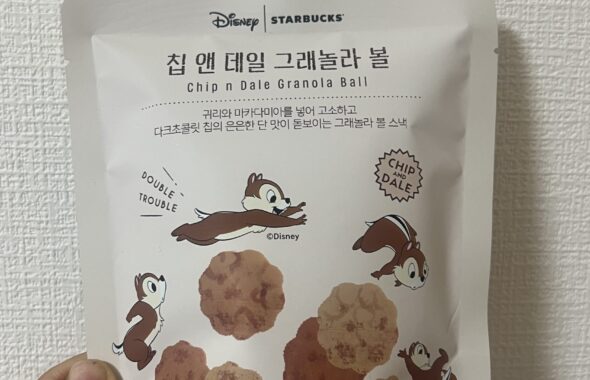 Disney | STARBUCKS
칩 앤 데일 그래놀라 볼
Chip n Dale Granola Ball
귀리와 마카다미아를 넣어 고소하고
다크초콜릿 칩의 은은한 단 맛이 돋보이는 그래놀라 볼 스낵
DOUBLE
TROUBLE
CHIP
AND
DALE
©Disney